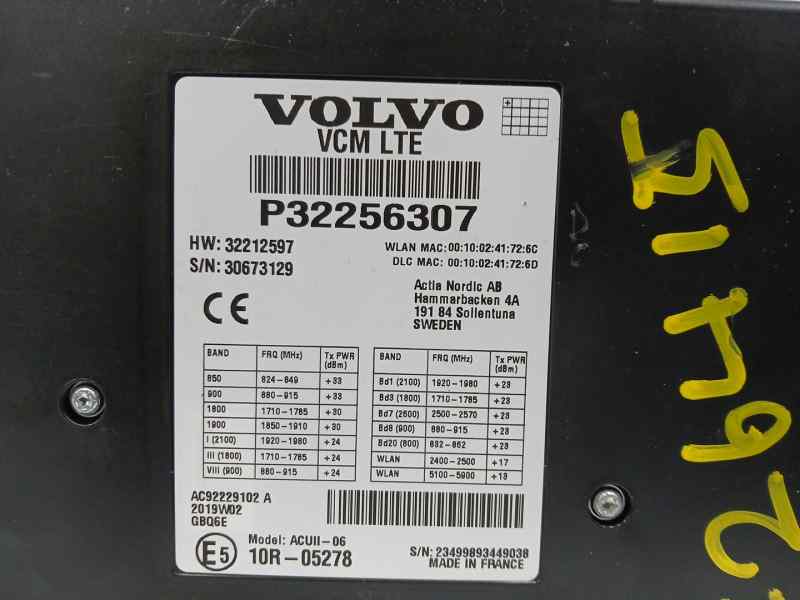 VOLVO
VCM LTE
P32256307
HW: 32212597
S/N: 30673129
WLAN MAC: 00:10:02:41:72:6C
DLC MAC: 00:10:02:41:72:6D
CE
Actia Nordic AB
Hammarbacken 4A
191 84 Sollentuna
SWEDEN
BAND FRQ (MHz) Tx PWR (dBm)
850 824-849 +33
900 880-915 +33
1800 1710-1785 +30
1900 1850-1910 +30
I (2100) 1920-1980 +24
III (1800) 1710-1785 +24
VIII (900) 880-915 +24
BAND FRQ (MHz) Tx PWR (dBm)
Bd1 (2100) 1920-1980 +23
Bd3 (1800) 1710-1785 +23
Bd7 (2600) 2500-2570 +23
Bd8 (900) 880-915 +23
Bd20 (800) 832-862 +23
WLAN 2400-2500 +17
WLAN 5100-5900 +13
AC92229102 A
2019W02
GBQ6E
E5
Model: ACUII-06
10R-05278
S/N: 23499893449038
MADE IN FRANCE